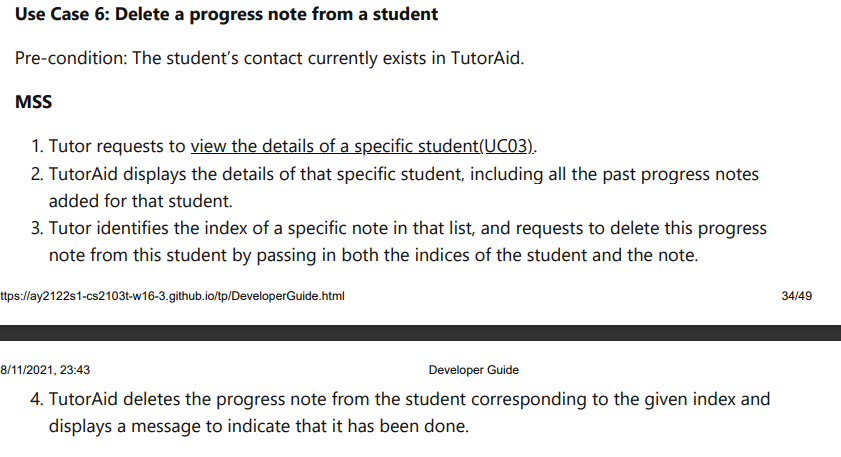 Use Case 6: Delete a progress note from a student
Pre-condition: The student's contact currently exists in TutorAid.
MSS
1. Tutor requests to view the details of a specific student(UC03).
2. TutorAid displays the details of that specific student, including all the past progress notes
added for that student.
3. Tutor identifies the index of a specific note in that list, and requests to delete this progress
note from this student by passing in both the indices of the student and the note.
ttps://ay2122s1-cs2103t-w16-3.github.io/tp/DeveloperGuide.html 34/49
8/11/2021, 23:43 Developer Guide
4. TutorAid deletes the progress note from the student corresponding to the given index and
displays a message to indicate that it has been done.